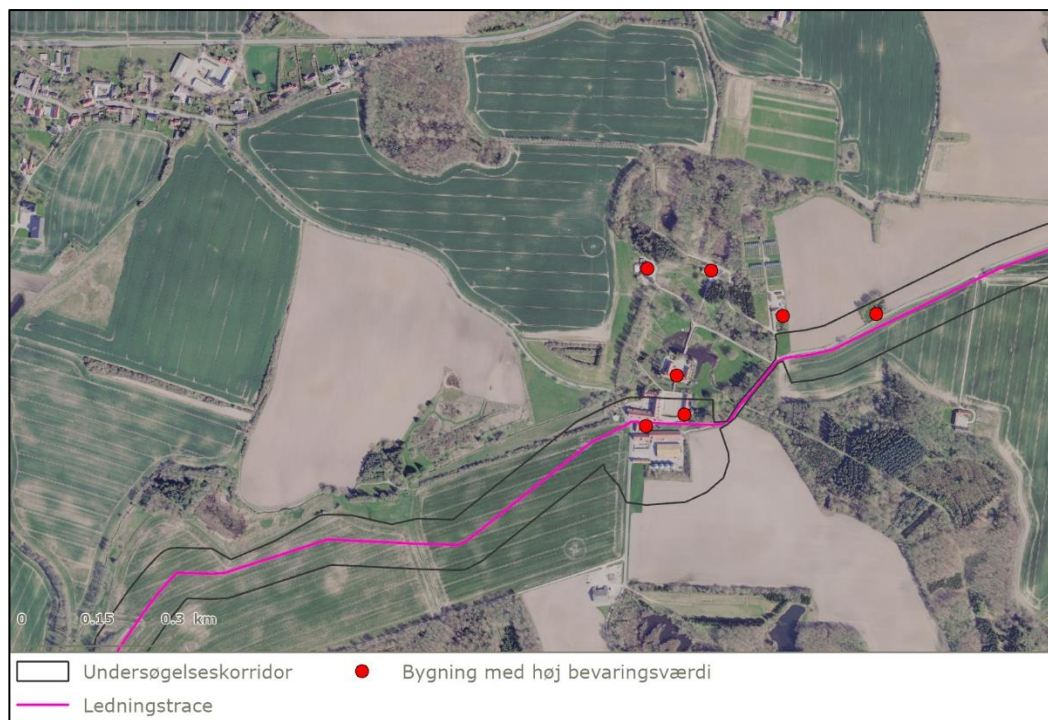 0 0.15 0.3 km
Undersøgelseskorridor
Bygning med høj bevaringsværdi
Ledningstrace